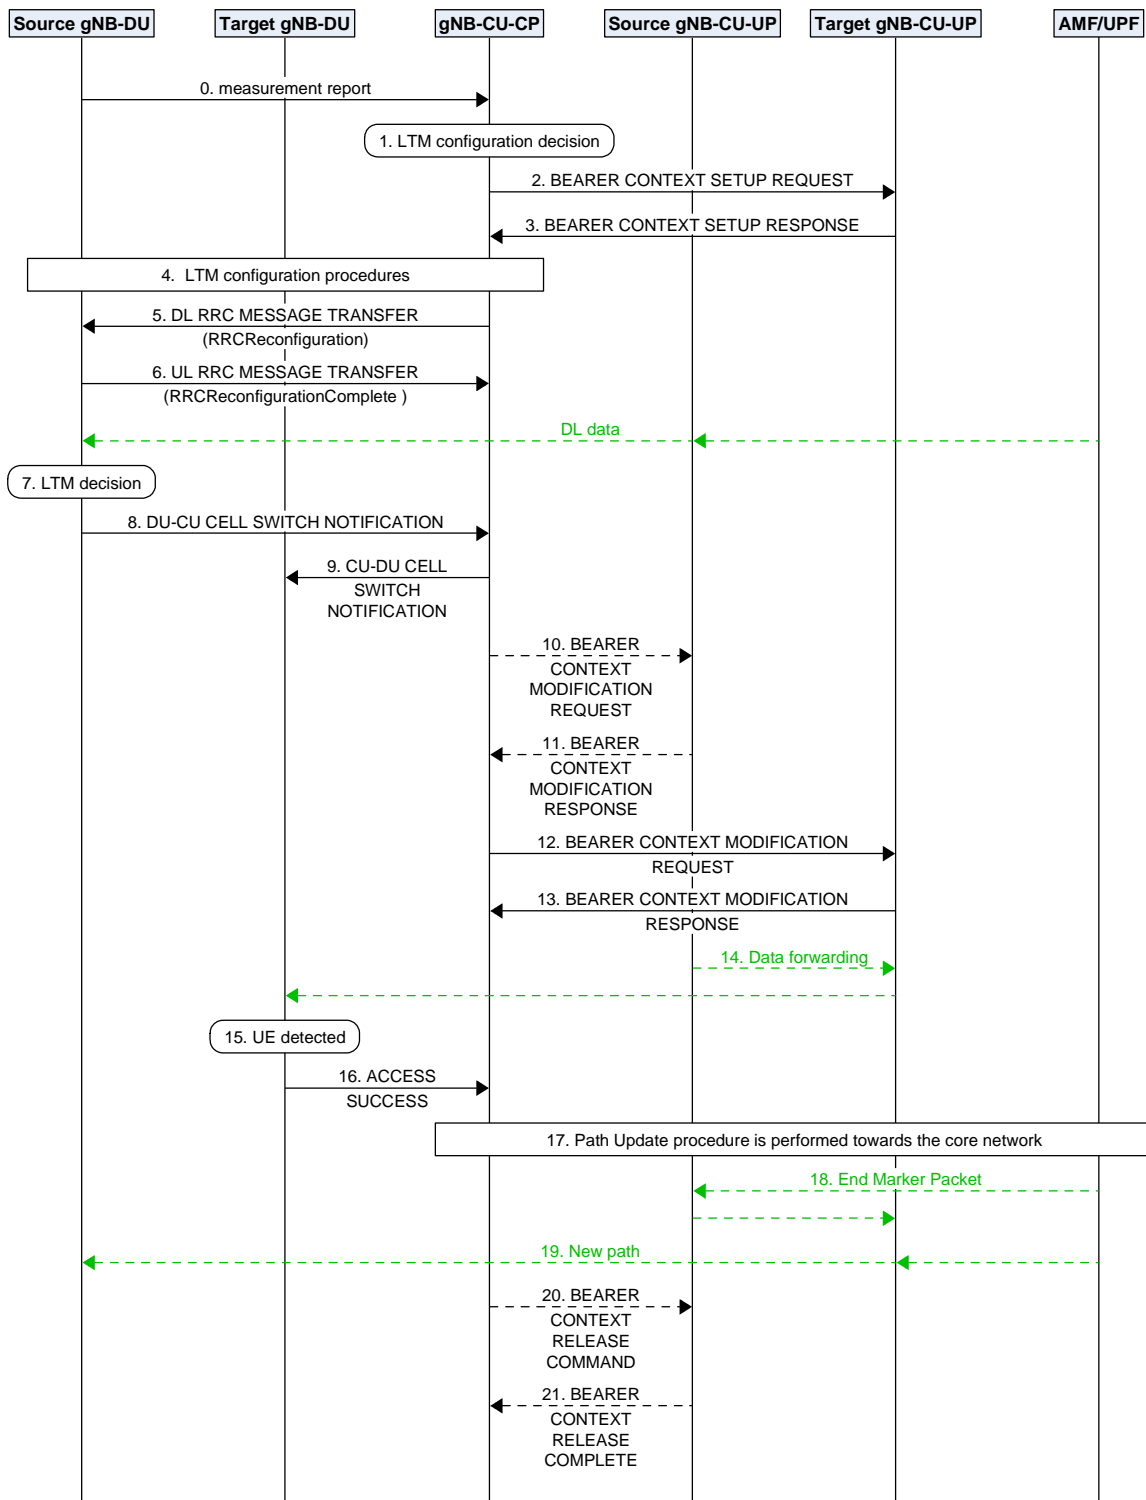 Source gNB-DU Target gNB-DU gNB-CU-CP Source gNB-CU-UP Target gNB-CU-UP AMF/UPF
0. measurement report
1. LTM configuration decision
2. BEARER CONTEXT SETUP REQUEST
3. BEARER CONTEXT SETUP RESPONSE
4. LTM configuration procedures
5. DL RRC MESSAGE TRANSFER
(RRCReconfiguration)
6. UL RRC MESSAGE TRANSFER
(RRCReconfigurationComplete )
DL data
7. LTM decision
8. DU-CU CELL SWITCH NOTIFICATION
9. CU-DU CELL
SWITCH
NOTIFICATION
10. BEARER
CONTEXT
MODIFICATION
REQUEST
11. BEARER
CONTEXT
MODIFICATION
RESPONSE
12. BEARER CONTEXT MODIFICATION
REQUEST
13. BEARER CONTEXT MODIFICATION
RESPONSE
14. Data forwarding
15. UE detected
16. ACCESS
SUCCESS
17. Path Update procedure is performed towards the core network
18. End Marker Packet
19. New path
20. BEARER
CONTEXT
RELEASE
COMMAND
21. BEARER
CONTEXT
RELEASE
COMPLETE